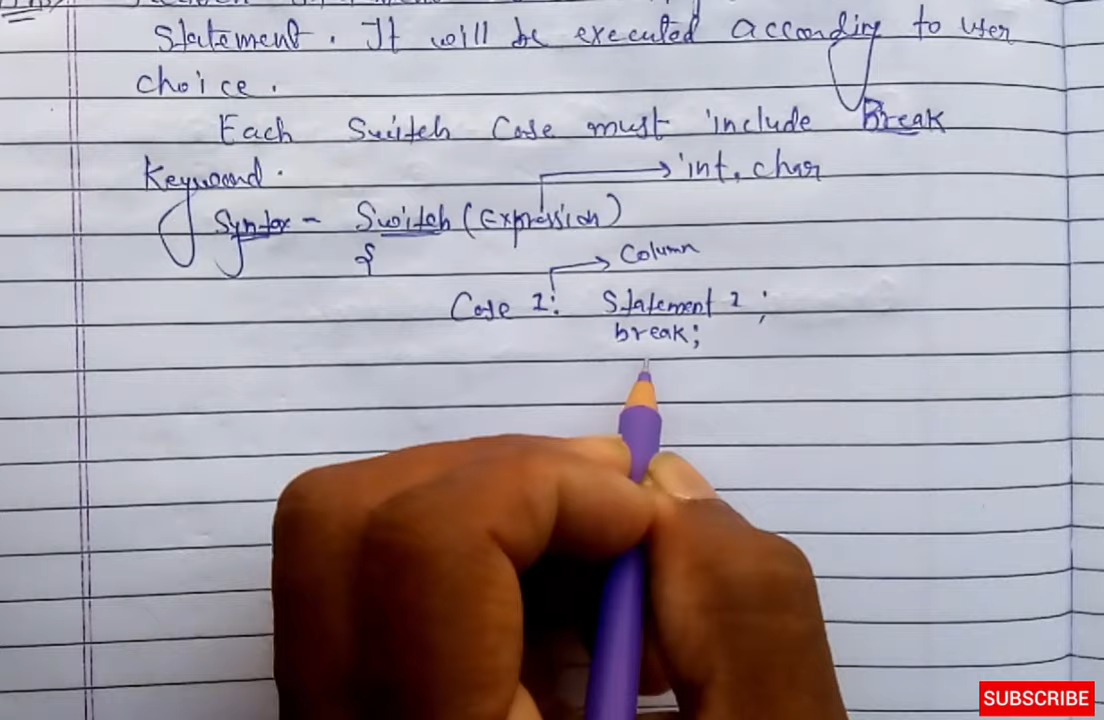 Statement. It will be executed according to user
choice.
Each Switch Case must include Break
Keyword.
int, char
Syntax - Switch (Expression)
{
Column
Case 1: Statement 1;
break;
SUBSCRIBE